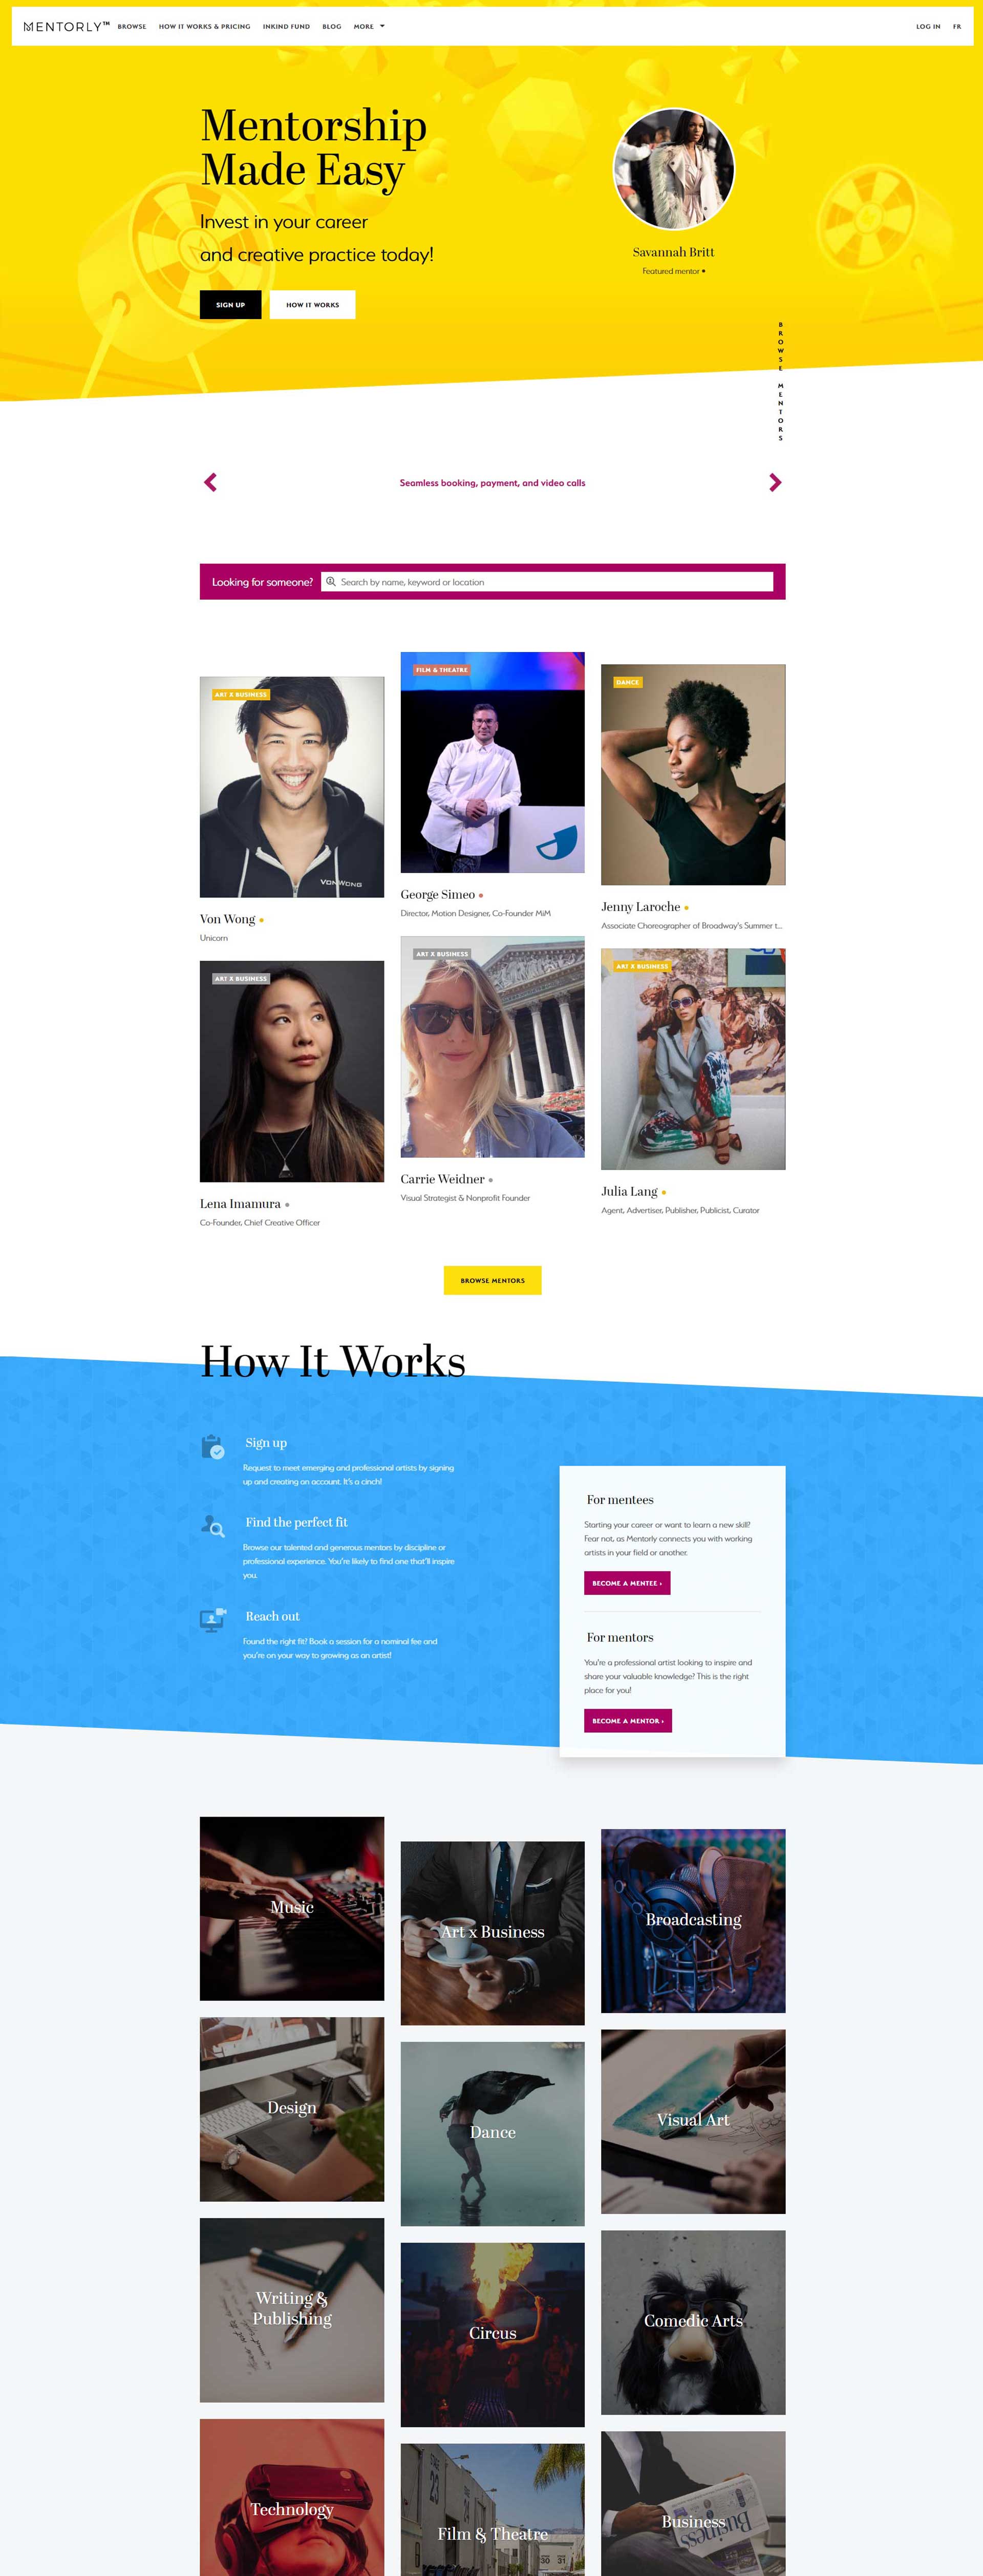 MENTORLY™ BROWSE HOW IT WORKS & PRICING INKIND FUND BLOG MORE LOG IN FR
Mentorship
Made Easy
Invest in your career
and creative practice today!
SIGN UP HOW IT WORKS
Savannah Britt
Featured mentor •
BROWSE MENTORS
Seamless booking, payment, and video calls
Looking for someone? Search by name, keyword or location
ART X BUSINESS
VONWONG
Von Wong
Unicorn
FILM & THEATRE
George Simeo
Director, Motion Designer, Co-Founder MiM
DANCE
Jenny Laroche
Associate Choreographer of Broadway's Summer t...
ART X BUSINESS
Lena Imamura
Co-Founder, Chief Creative Officer
ART X BUSINESS
Carrie Weidner
Visual Strategist & Nonprofit Founder
ART X BUSINESS
Julia Lang
Agent, Advertiser, Publisher, Publicist, Curator
BROWSE MENTORS
How It Works
Sign up
Request to meet emerging and professional artists by signing
up and creating an account. It's a cinch!
Find the perfect fit
Browse our talented and generous mentors by discipline or
professional experience. You're likely to find one that'll inspire
you.
Reach out
Found the right fit? Book a session for a nominal fee and
you're on your way to growing as an artist!
For mentees
Starting your career or want to learn a new skill?
Fear not, as Mentorly connects you with working
artists in your field or another.
BECOME A MENTEE ›
For mentors
You're a professional artist looking to inspire and
share your valuable knowledge? This is the right
place for you!
BECOME A MENTOR ›
Music
Art x Business
Broadcasting
Design
Dance
Visual Art
Writing &
Publishing
Circus
Comedic Arts
Technology
23
24
Film & Theatre
30 31
Business
Business